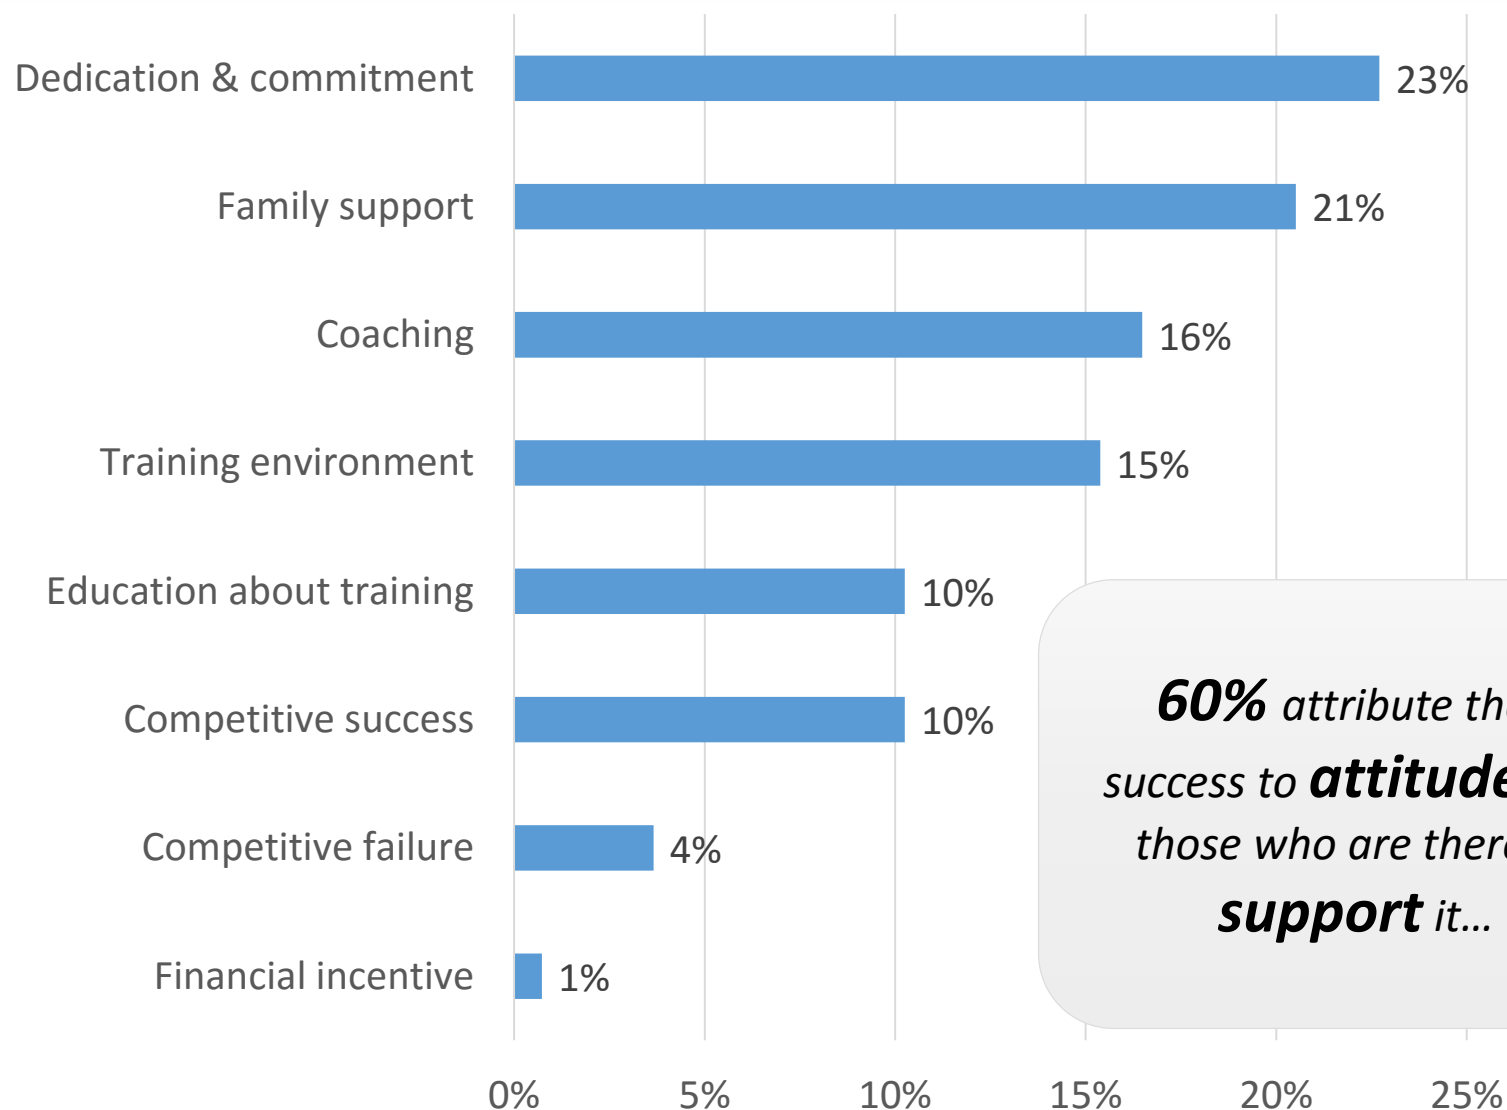 Dedication & commitment 23%
Family support 21%
Coaching 16%
Training environment 15%
Education about training 10%
Competitive success 10%
Competitive failure 4%
Financial incentive 1%
60% attribute
success to attitude
those who are
support it...
0% 5% 10% 15% 20% 25%